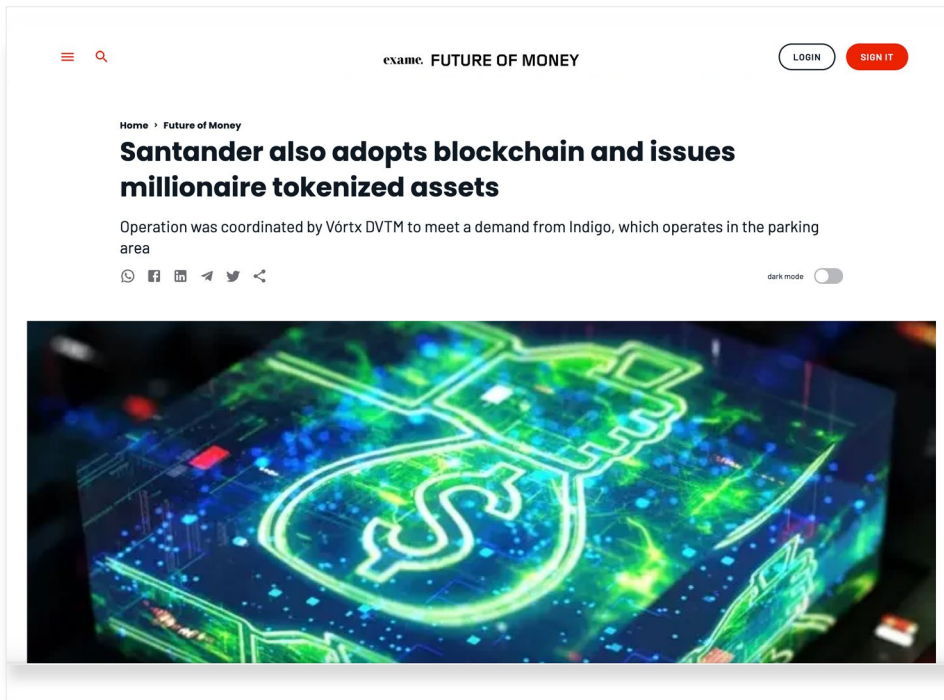 exame. FUTURE OF MONEY
LOGIN
SIGN IT
Home › Future of Money
Santander also adopts blockchain and issues
millionaire tokenized assets
Operation was coordinated by Vórtx DVTM to meet a demand from Indigo, which operates in the parking
area
dark mode
$